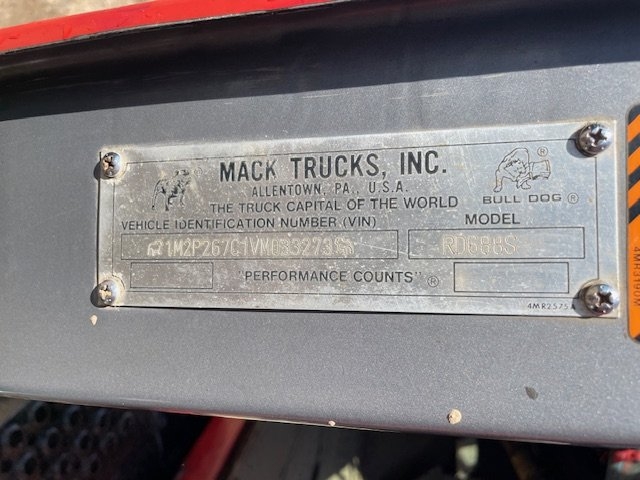 MACK TRUCKS, INC.
ALLENTOWN, PA., U.S.A.
THE TRUCK CAPITAL OF THE WORLD
BULL DOG ®
VEHICLE IDENTIFICATION NUMBER (VIN)
MODEL
1M2P267C1VM033273
RD688S
"PERFORMANCE COUNTS" ®